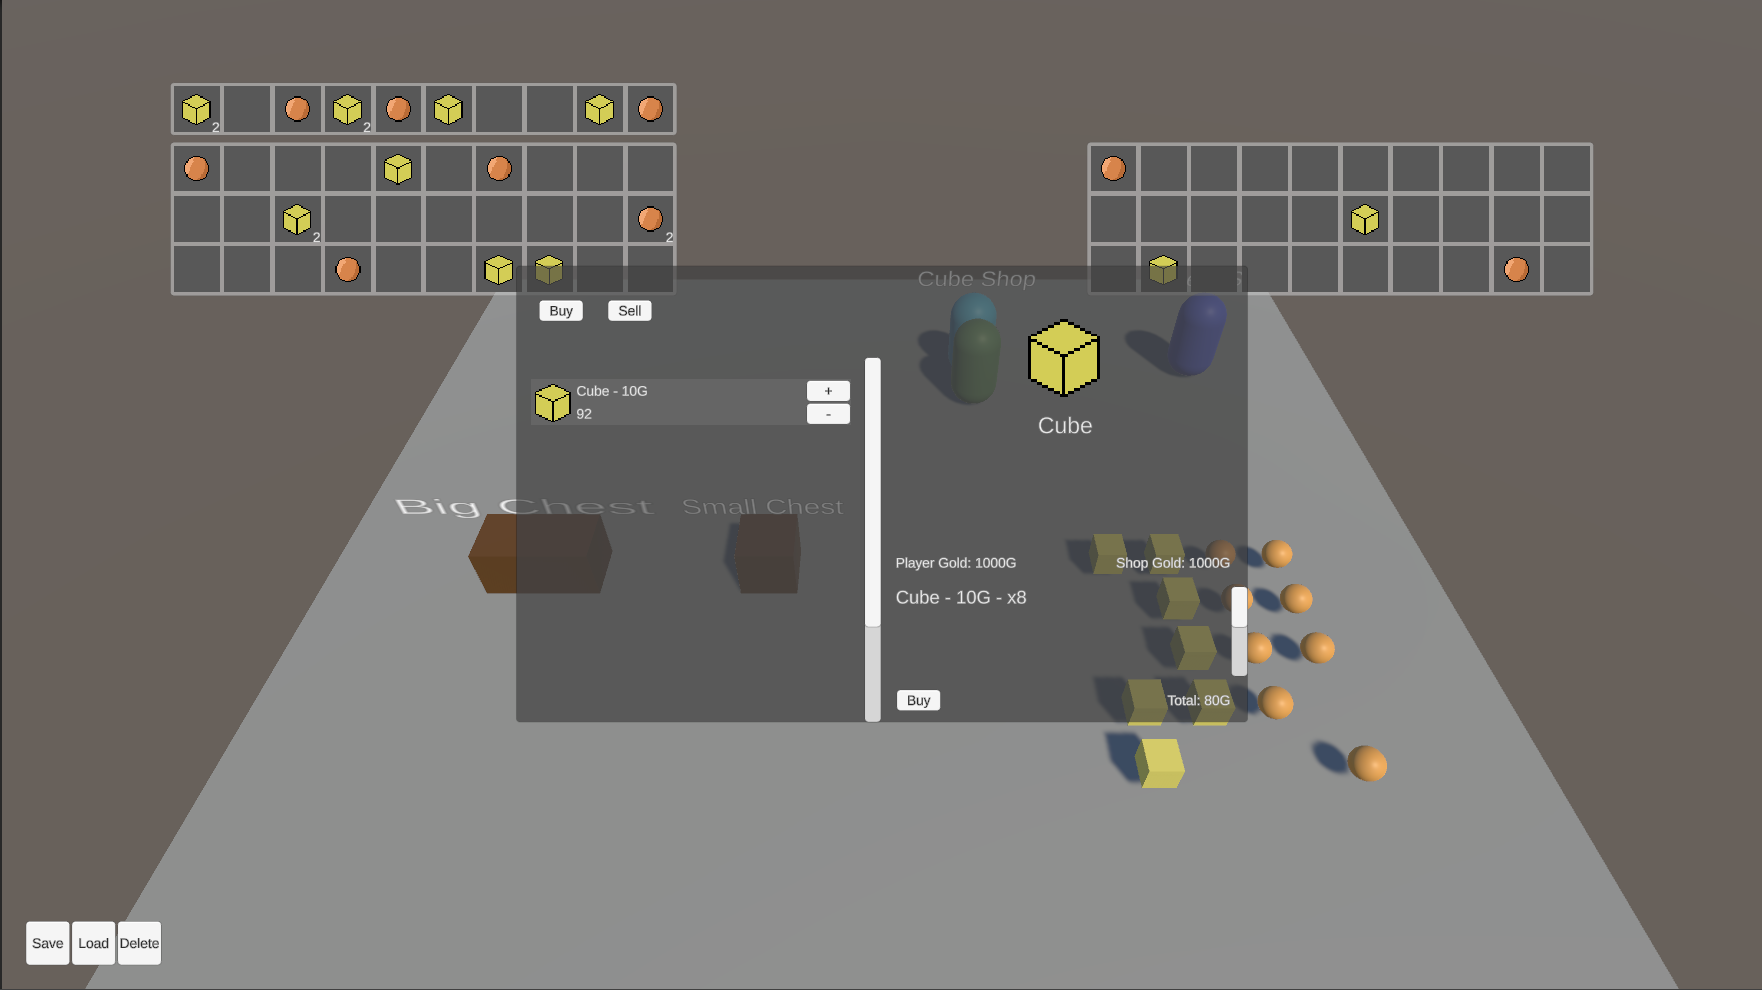 2
2
2
2
Cube Shop
S
Buy
Sell
Cube - 10G
92
+
-
Cube
Big Chest
Small Chest
Player Gold: 1000G
Shop Gold: 1000G
Cube - 10G - x8
Buy
Total: 80G
Save
Load
Delete